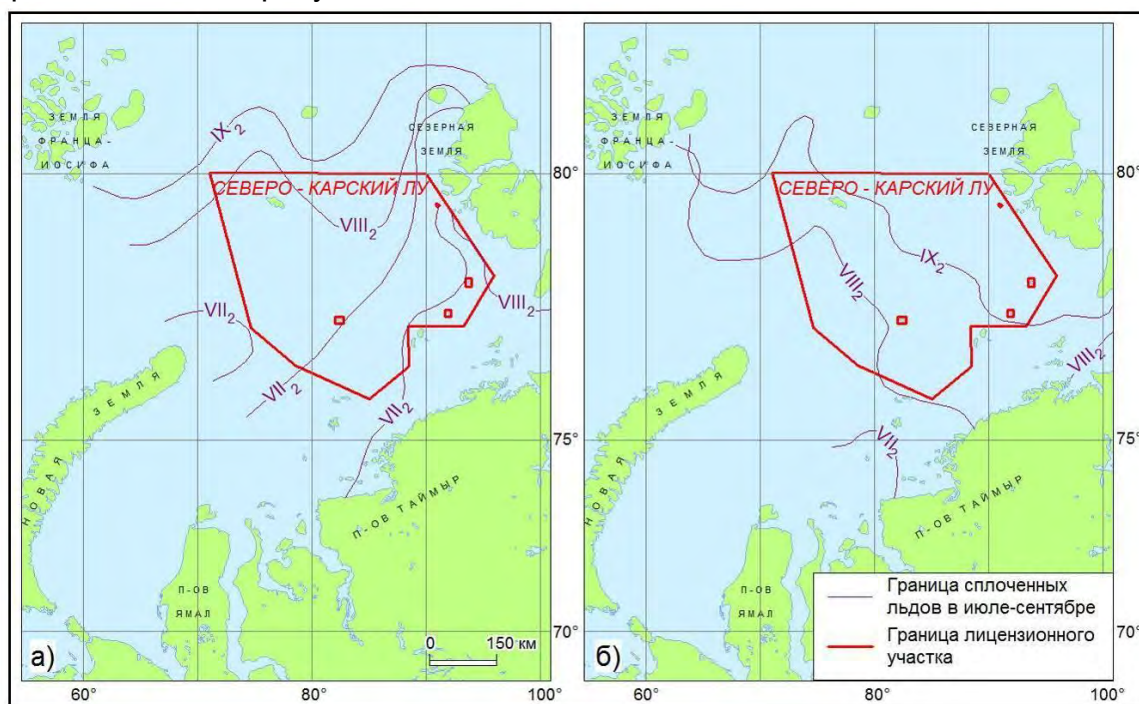 ЗЕМЛЯ
ФРАНЦА-
ИОСИФА
IX₂
СЕВЕРНАЯ
ЗЕМЛЯ
СЕВЕРО - КАРСКИЙ ЛУ
VIII₂
VII₂
VIII₂
VII₂
VII₂
НОВАЯ ЗЕМЛЯ
П-ОВ ТАЙМЫР
П-ОВ
ЯМАЛ
а)
0 150 км
60° 80° 100°
80°
75°
70°
ЗЕМЛЯ
ФРАНЦА-
ИОСИФА
СЕВЕРНАЯ
ЗЕМЛЯ
СЕВЕРО - КАРСКИЙ ЛУ
IX₂
VIII₂
VIII₂
VII₂
НОВАЯ ЗЕМЛЯ
П-ОВ ТАЙМЫР
П-ОВ
ЯМАЛ
б)
Граница сплоченных
льдов в июле-сентябре
Граница лицензионного
участка
60° 80° 100°
80°
75°
70°